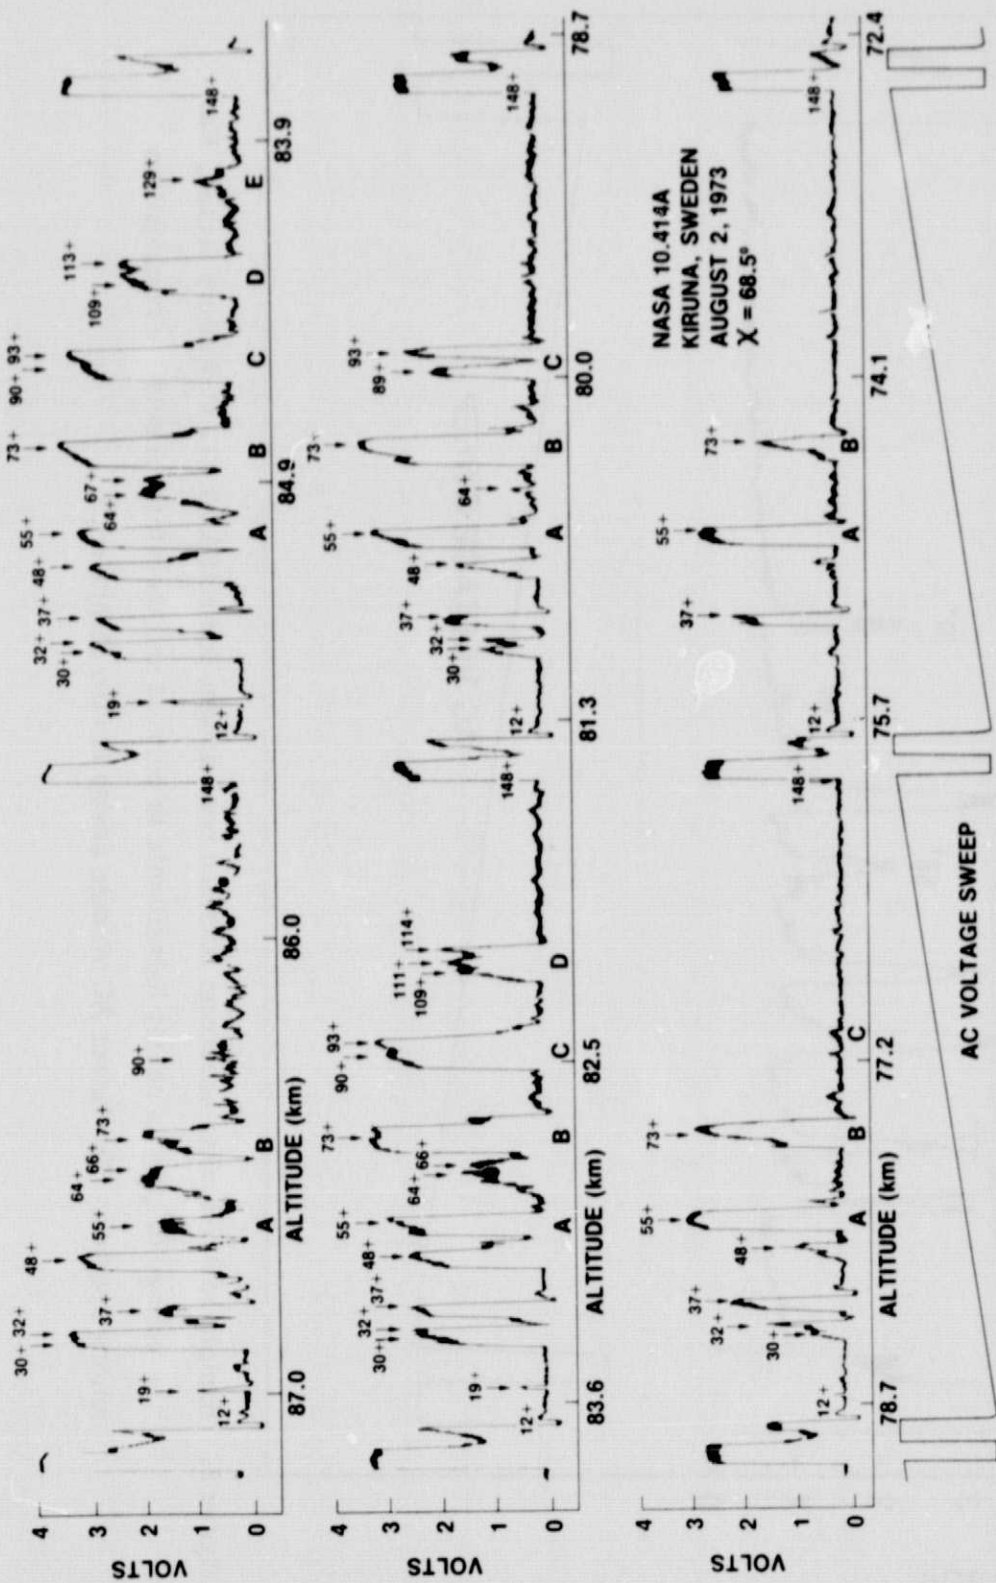 VOLTS
4
3
2
1
0
12+
19+
30+ 32+
37+
48+
55+
64+ 66+
73+
90+
148+
12+
19+
30+ 32+ 37+
48+
55+
64+ 67+
73+
90+ 93+
109+ 113+
129+
148+
A B A B C D E
87.0 86.0 84.9 83.9
ALTITUDE (km)
VOLTS
4
3
2
1
0
12+
19+
30+ 32+ 37+
48+
55+
64+ 66+
73+
90+ 93+
109+ 111+ 114+
148+
12+
30+ 32+ 37+
48+
55+
64+
73+
89+ 93+
148+
A B C D A B C
83.6 82.5 81.3 80.0 78.7
ALTITUDE (km)
NASA 10.414A
KIRUNA, SWEDEN
AUGUST 2, 1973
χ = 68.5°
VOLTS
4
3
2
1
0
12+
30+ 32+ 37+
48+
55+
73+
148+
12+
37+
55+
73+
148+
A B C A B
78.7 77.2 75.7 74.1 72.4
ALTITUDE (km)
AC VOLTAGE SWEEP